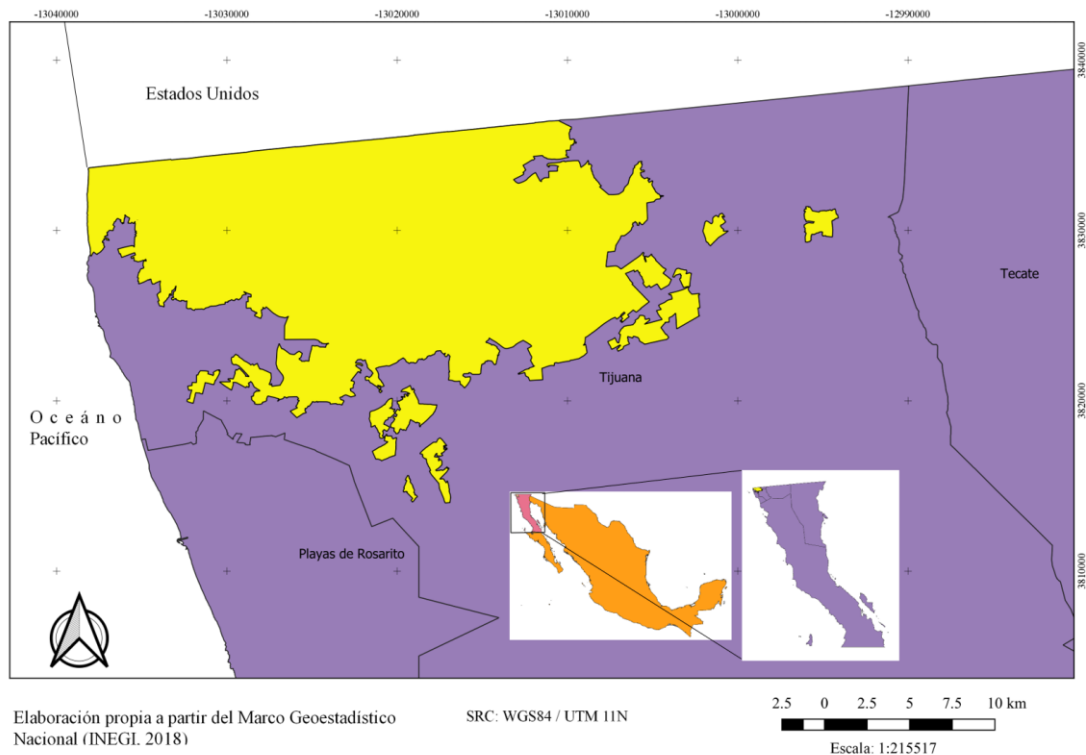 -13040000 -13030000 -13020000 -13010000 -13000000 -12990000
3840000
Estados Unidos
3830000
Tecate
Tijuana
3820000
Oceáno
Pacífico
Playas de Rosarito
3810000
Elaboración propia a partir del Marco Geoestadístico
Nacional (INEGI, 2018)
SRC: WGS84 / UTM 11N
2.5 0 2.5 5 7.5 10 km
Escala: 1:215517